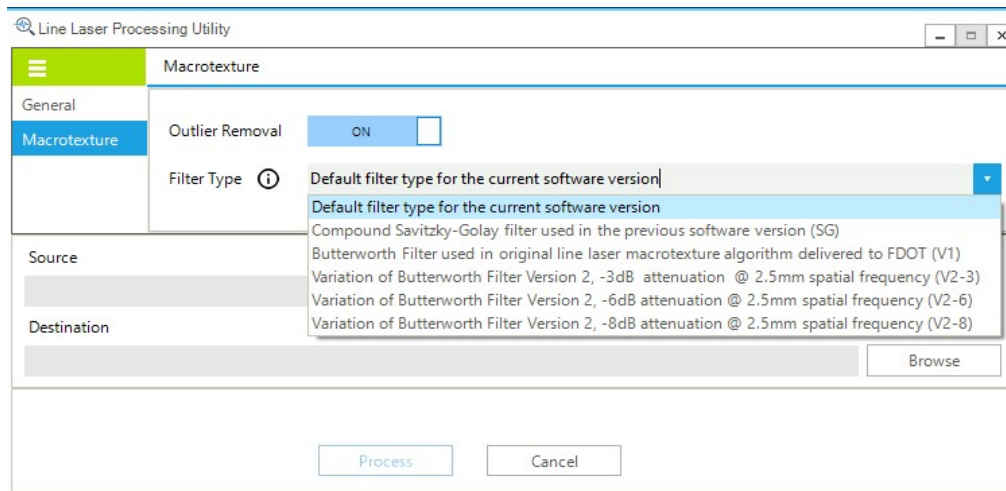 Line Laser Processing Utility
Macrotexture
General
Macrotexture
Outlier Removal
ON
Filter Type
Default filter type for the current software version
Default filter type for the current software version
Compound Savitzky-Golay filter used in the previous software version (SG)
Butterworth Filter used in original line laser macrotexture algorithm delivered to FDOT (V1)
Variation of Butterworth Filter Version 2, -3dB  attenuation  @ 2.5mm spatial frequency (V2-3)
Variation of Butterworth Filter Version 2, -6dB attenuation @ 2.5mm spatial frequency (V2-6)
Variation of Butterworth Filter Version 2, -8dB attenuation @ 2.5mm spatial frequency (V2-8)
Source
Destination
Browse
Process
Cancel